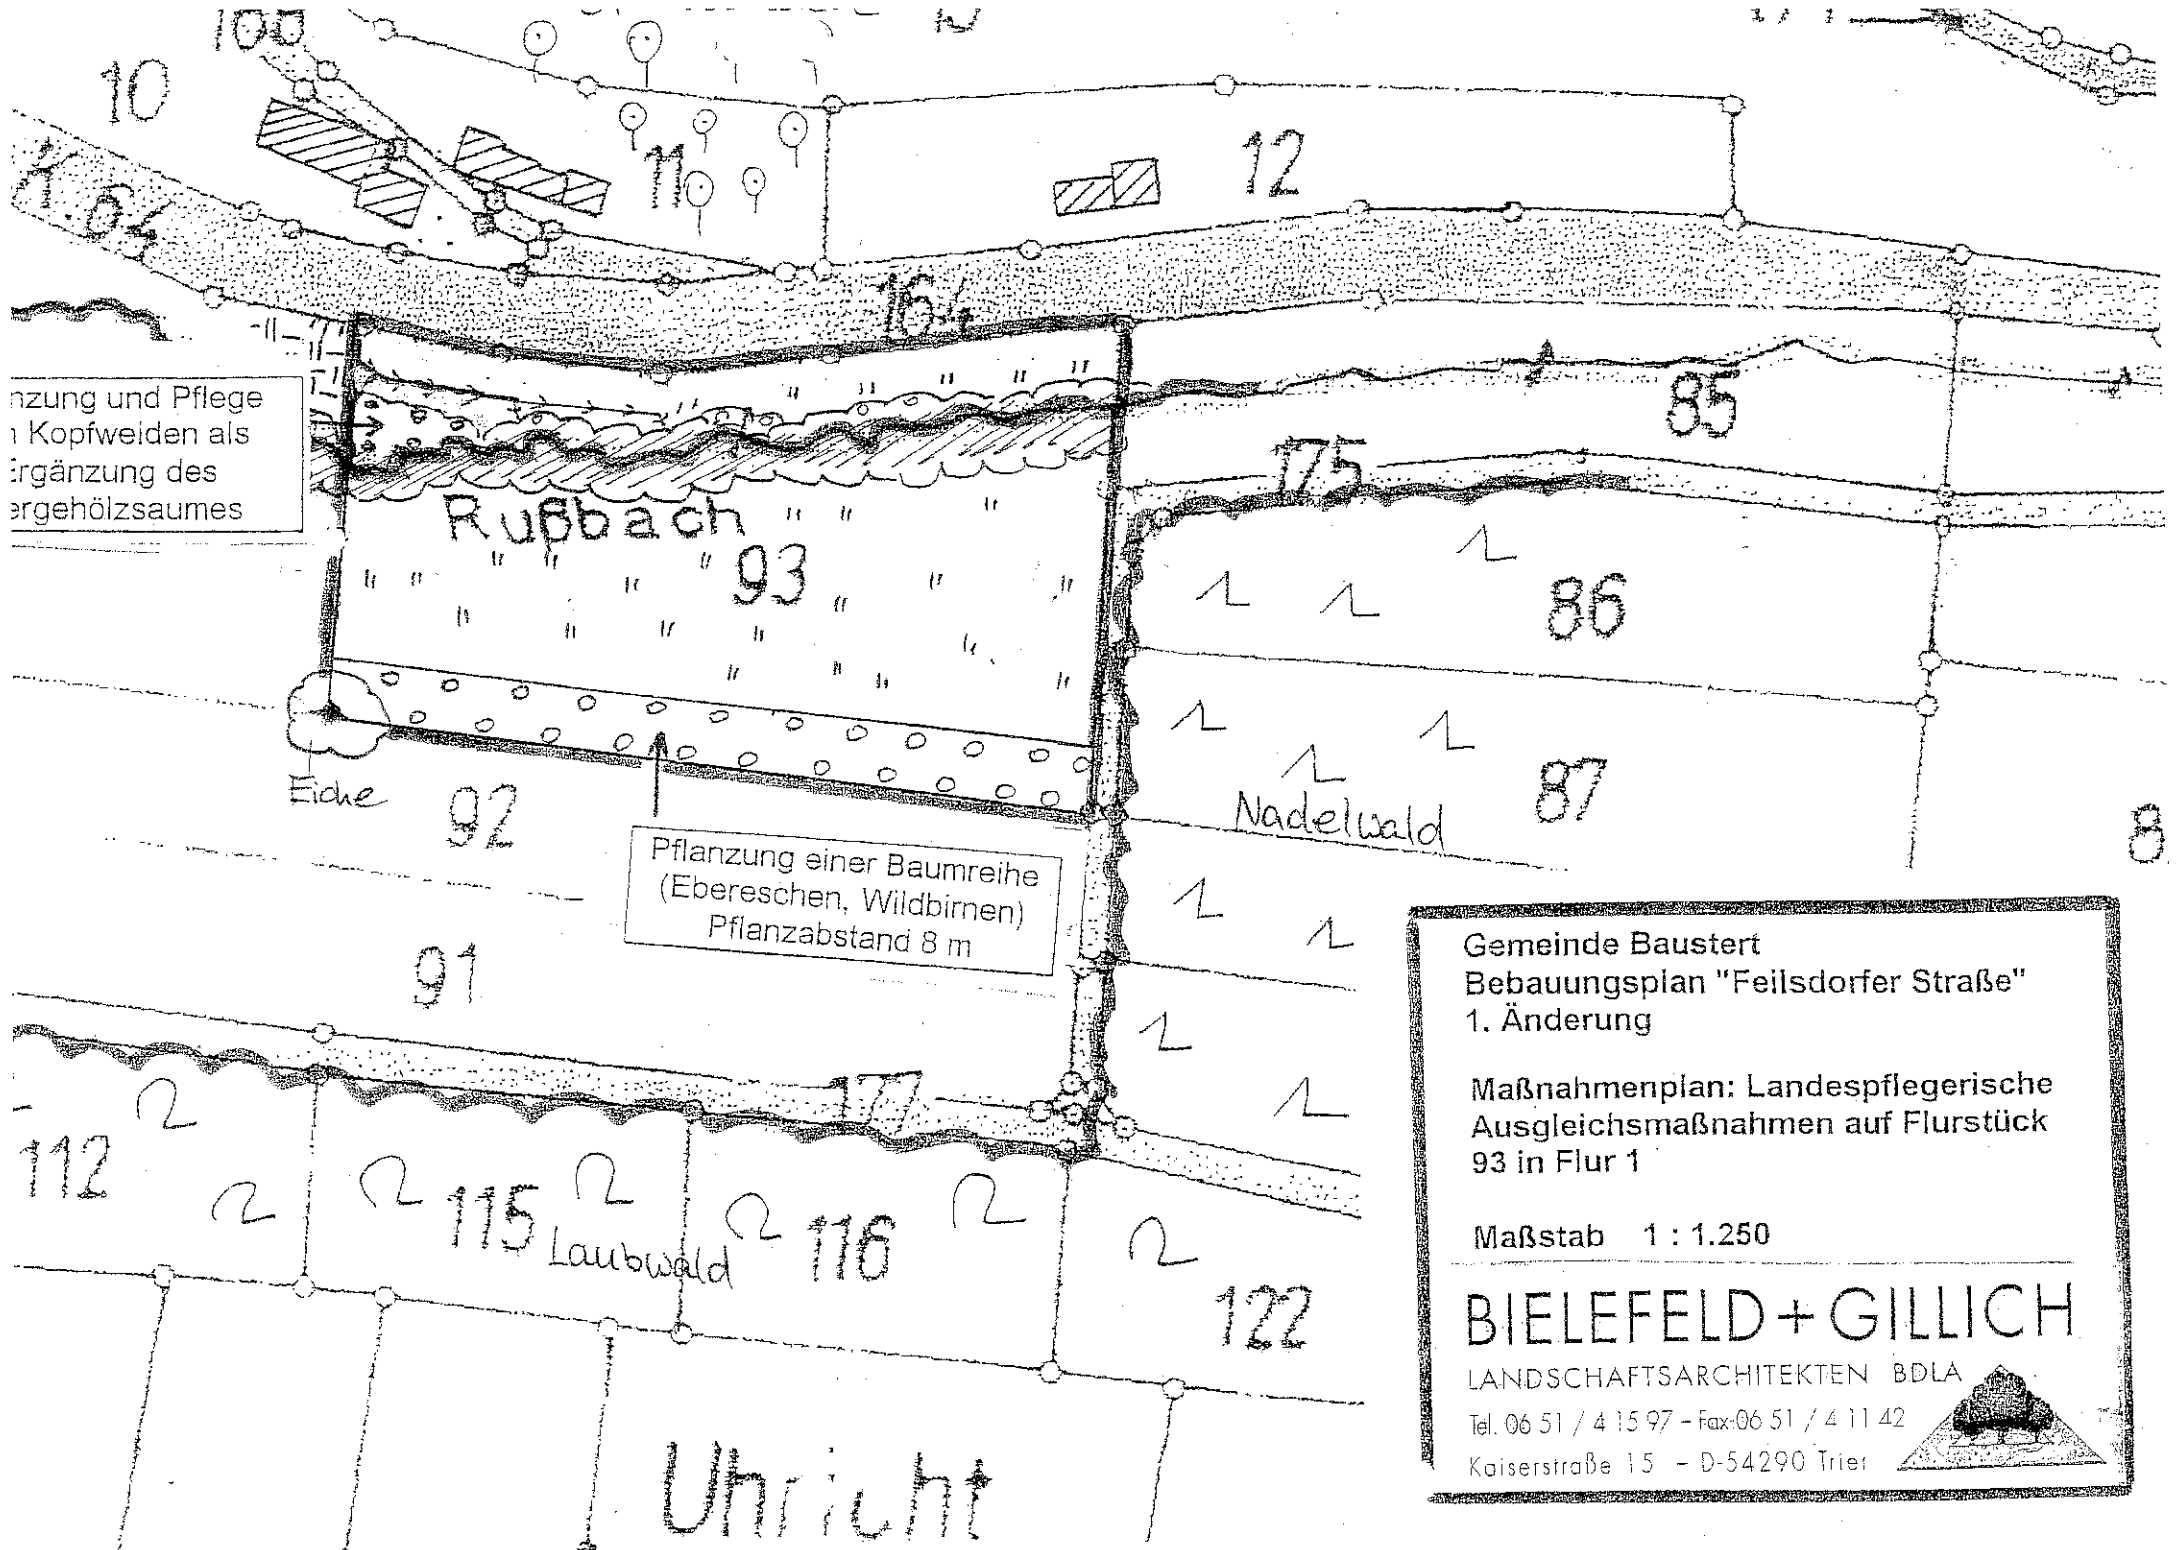 10
11
12
164
nzung und Pflege
n Kopfweiden als
Ergänzung des
ergehölzsaumes
85
175
Rußbach
93
86
Eiche
92
87
Nadelwald
Pflanzung einer Baumreihe
(Ebereschen, Wildbirnen)
Pflanzabstand 8 m
91
177
112
115
Laubwald
116
122
Uhricht
Gemeinde Baustert
Bebauungsplan "Feilsdorfer Straße"
1. Änderung
Maßnahmenplan: Landespflegerische
Ausgleichsmaßnahmen auf Flurstück
93 in Flur 1
Maßstab 1 : 1.250
BIELEFELD+GILLICH
LANDSCHAFTSARCHITEKTEN BDLA
Tel. 06 51 / 4 15 97 - Fax 06 51 / 4 11 42
Kaiserstraße 15 - D-54290 Trier